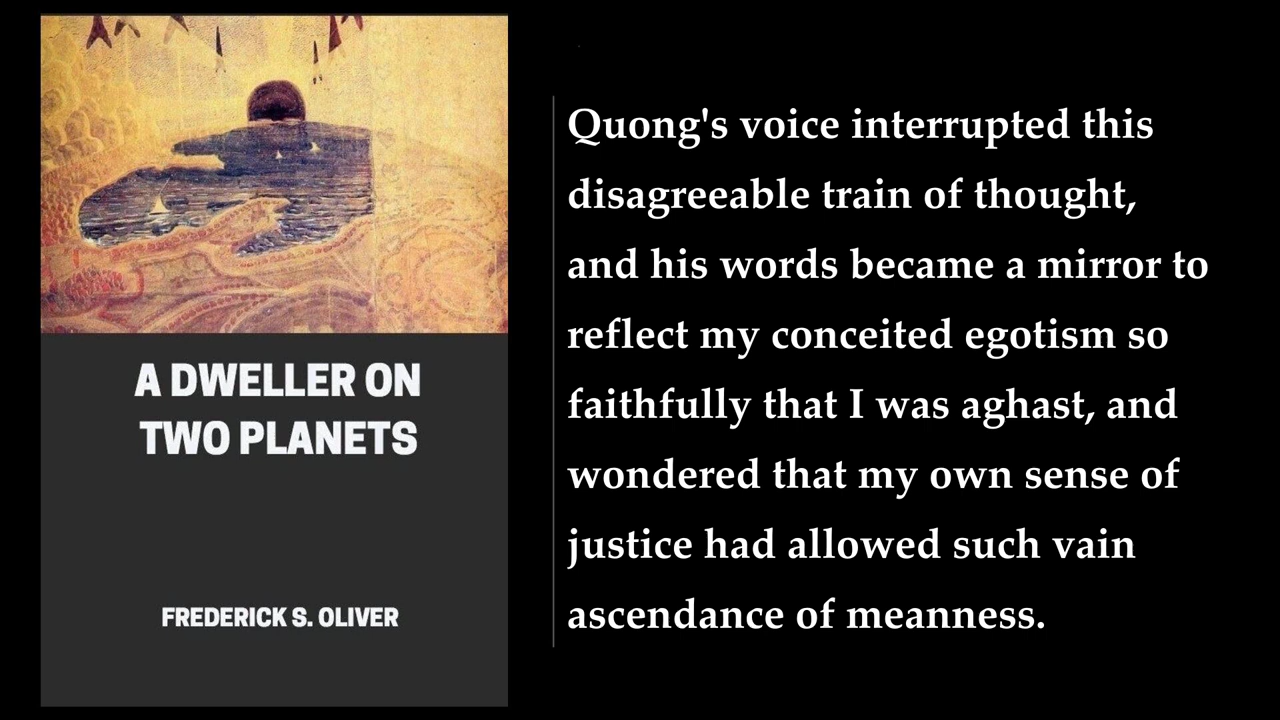 A DWELLER ON
TWO PLANETS
FREDERICK S. OLIVER
Quong's voice interrupted this
disagreeable train of thought,
and his words became a mirror to
reflect my conceited egotism so
faithfully that I was aghast, and
wondered that my own sense of
justice had allowed such vain
ascendance of meanness.